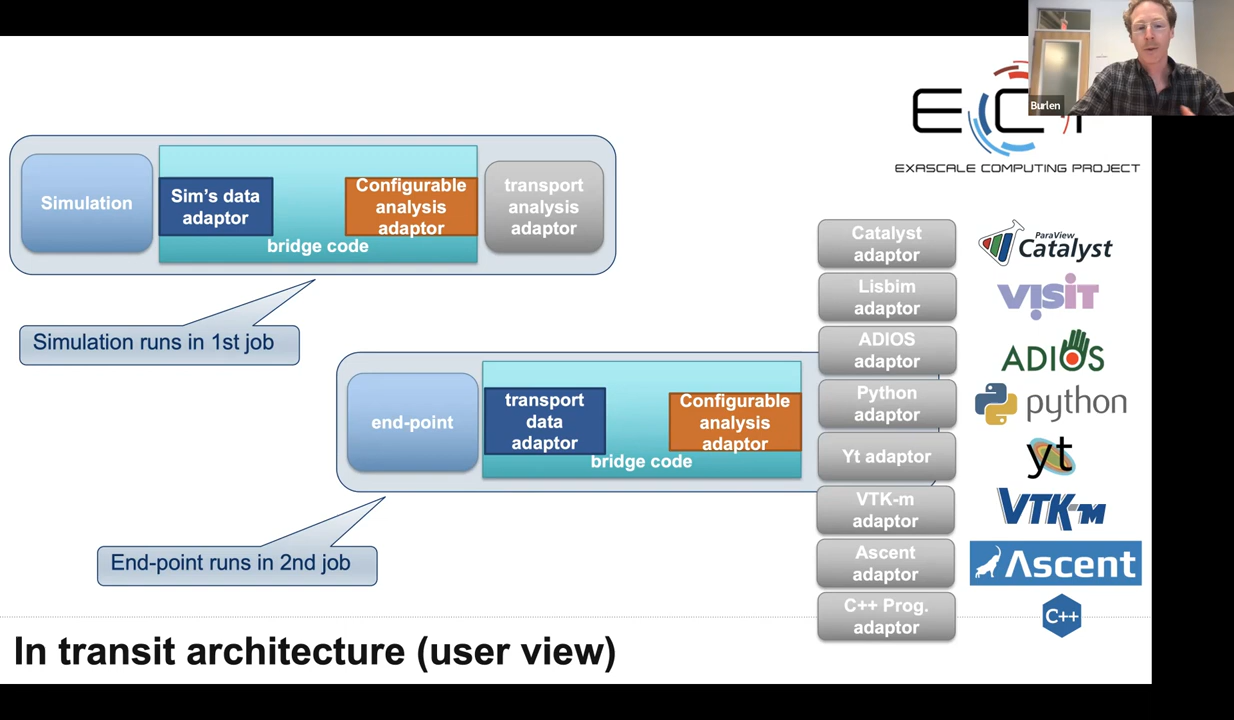 Burlen
EC
EXASCALE COMPUTING PROJECT
Simulation
Sim's data
adaptor
Configurable
analysis
adaptor
bridge code
transport
analysis
adaptor
Simulation runs in 1st job
end-point
transport
data
adaptor
Configurable
analysis
adaptor
bridge code
End-point runs in 2nd job
Catalyst
adaptor
ParaView
Catalyst
Lisbim
adaptor
VisIT
ADIOS
adaptor
ADIOS
Python
adaptor
python
Yt adaptor
yt
VTK-m
adaptor
VTK-m
Ascent
adaptor
Ascent
C++ Prog.
adaptor
C++
In transit architecture (user view)